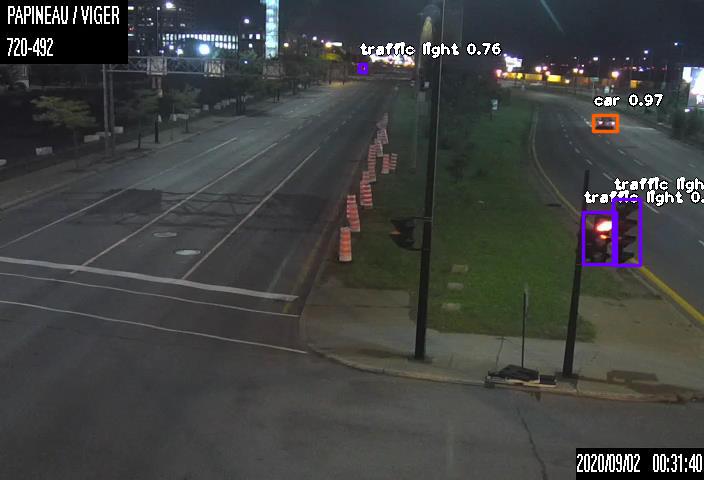 PAPINEAU / VIGER
720-492
traffic light 0.76
car 0.97
traffic ligh
traffic light 0.
2020/09/02 00:31:40